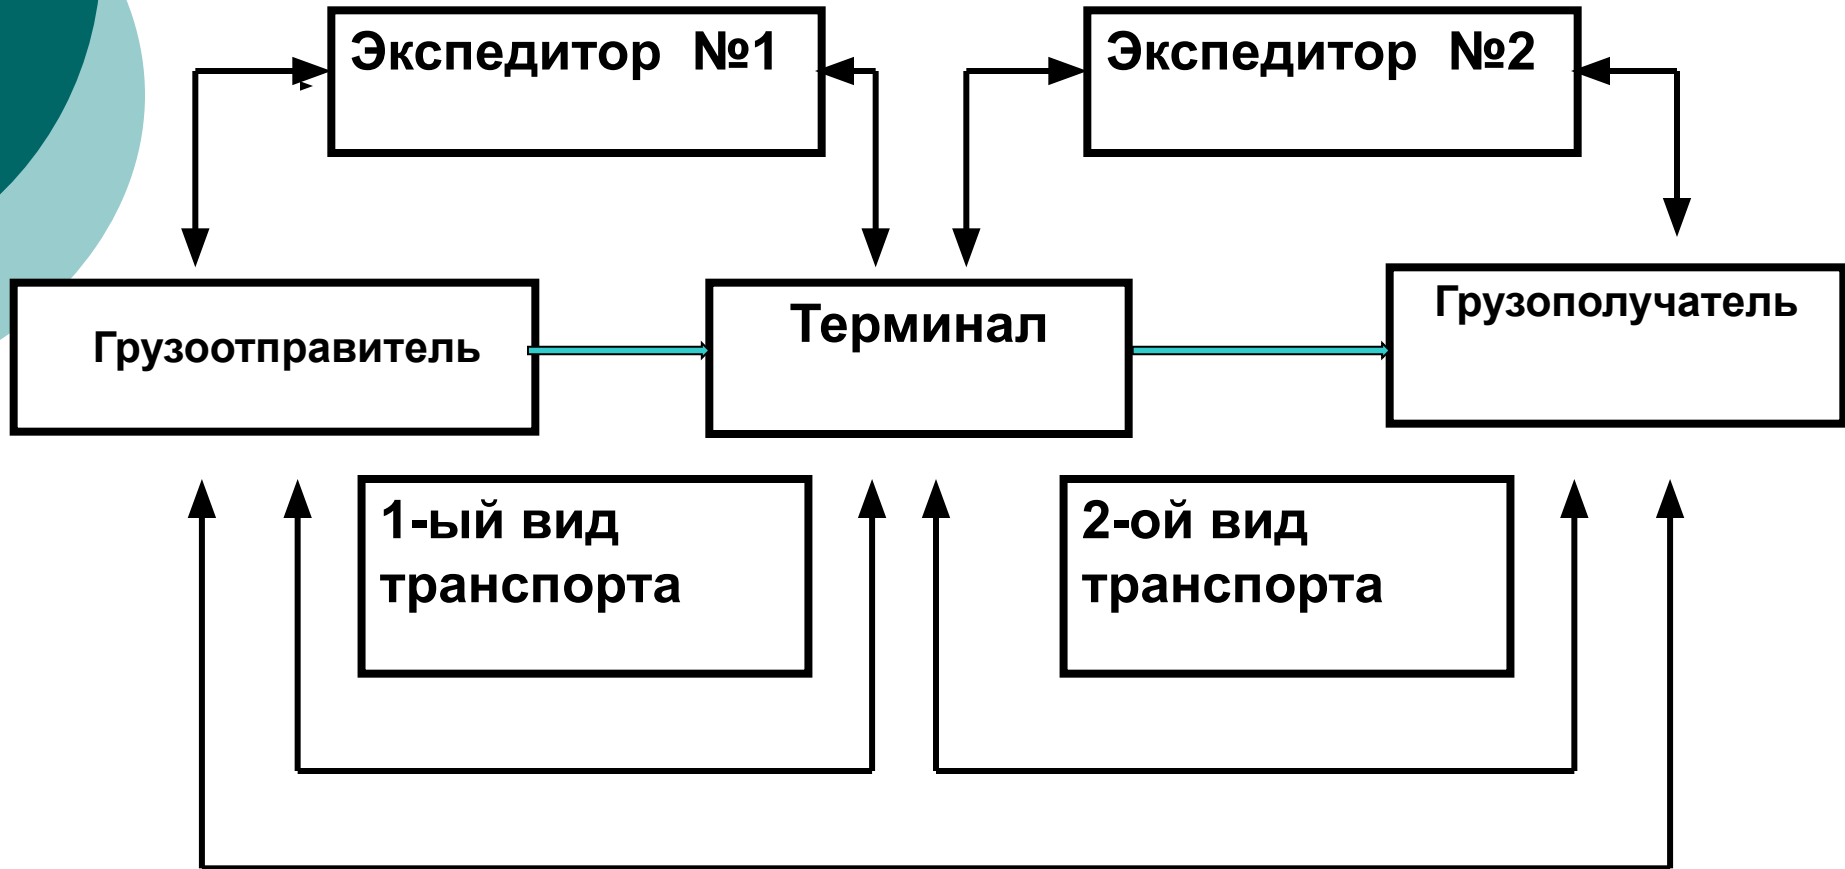 Экспедитор №1
Экспедитор №2
Грузоотправитель
Терминал
Грузополучатель
1-ый вид
транспорта
2-ой вид
транспорта